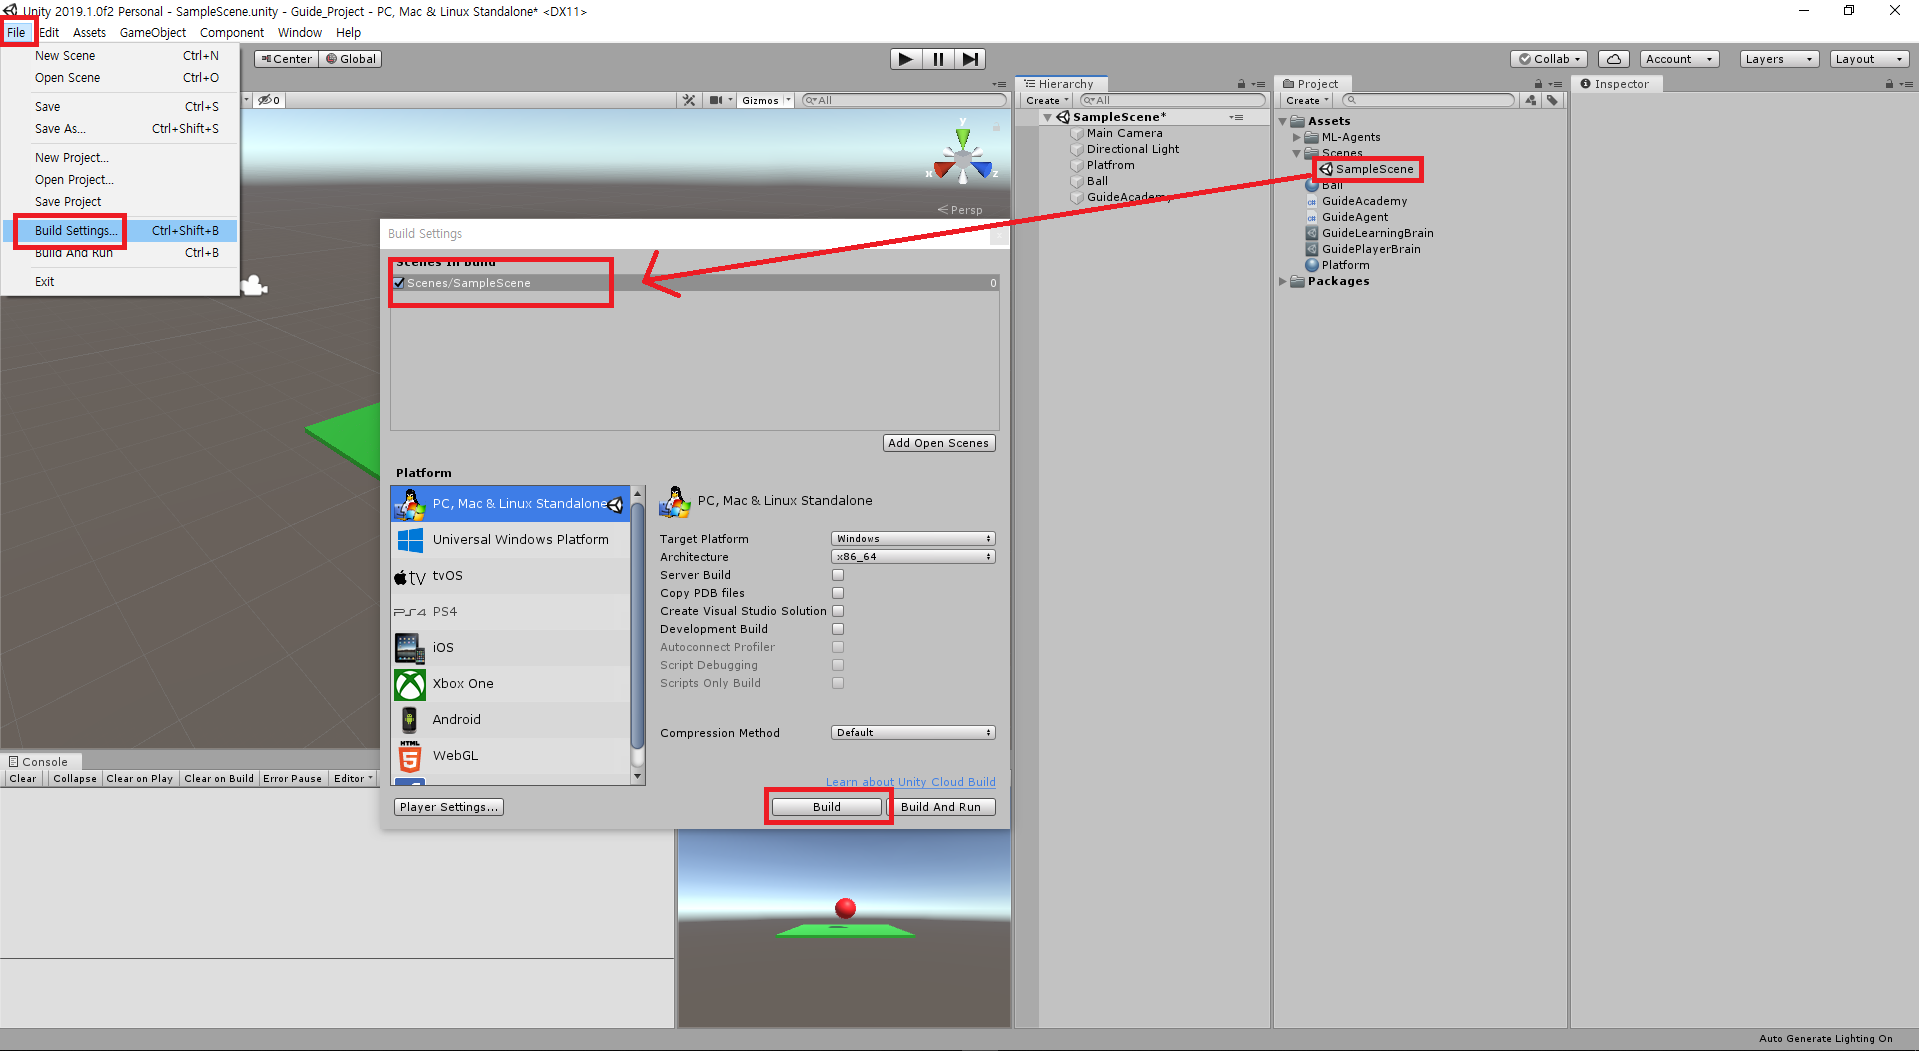 Unity 2019.1.0f2 Personal - SampleScene.unity - Guide_Project - PC, Mac & Linux Standalone* <DX11>
File Edit Assets GameObject Component Window Help
New Scene Ctrl+N
Open Scene Ctrl+O
Save Ctrl+S
Save As... Ctrl+Shift+S
New Project...
Open Project...
Save Project
Build Settings... Ctrl+Shift+B
Build And Run Ctrl+B
Exit
Center Global
Collab
Account
Layers
Layout
0
Gizmos
All
y
x
z
Persp
Hierarchy
Create
All
SampleScene*
Main Camera
Directional Light
Platfrom
Ball
GuideAcademy
Project
Create
Assets
ML-Agents
Scenes
SampleScene
Ball
GuideAcademy
GuideAgent
GuideLearningBrain
GuidePlayerBrain
Platform
Packages
Inspector
Build Settings
Scenes In Build
Scenes/SampleScene 0
Add Open Scenes
Platform
PC, Mac & Linux Standalone
Universal Windows Platform
tv tvOS
PS4 PS4
iOS
Xbox One
Android
HTML
5 WebGL
PC, Mac & Linux Standalone
Target Platform Windows
Architecture x86_64
Server Build
Copy PDB files
Create Visual Studio Solution
Development Build
Autoconnect Profiler
Script Debugging
Scripts Only Build
Compression Method Default
Learn about Unity Cloud Build
Player Settings...
Build
Build And Run
Console
Clear Collapse Clear on Play Clear on Build Error Pause Editor
Auto Generate Lighting On